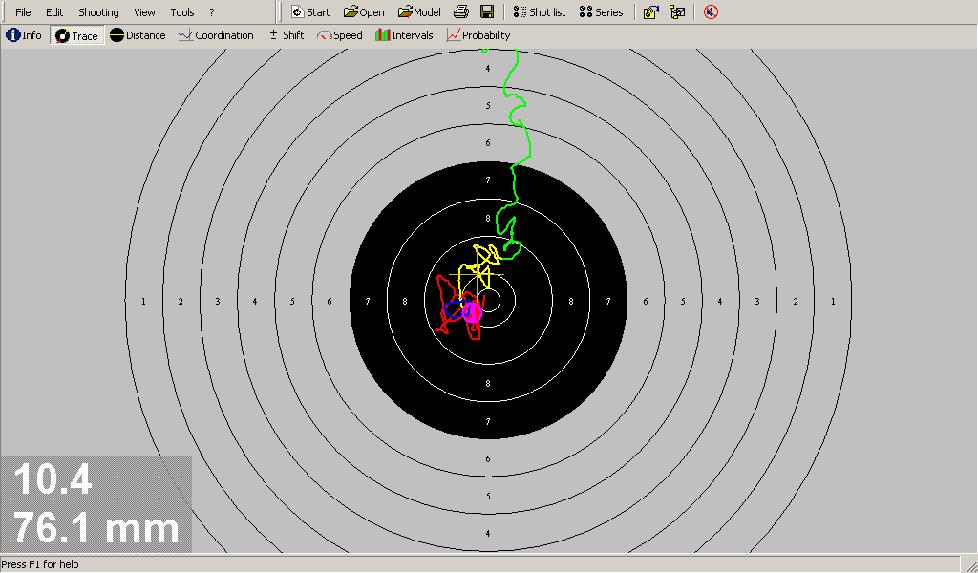 File Edit Shooting View Tools ? Start Open Model Shot list Series
Info Trace Distance Coordination ± Shift Speed Intervals Probability
4
5
6
7
8
1 2 3 4 5 6 7 8 8 7 6 5 4 3 2 1
8
7
6
5
4
10.4
76.1 mm
Press F1 for help